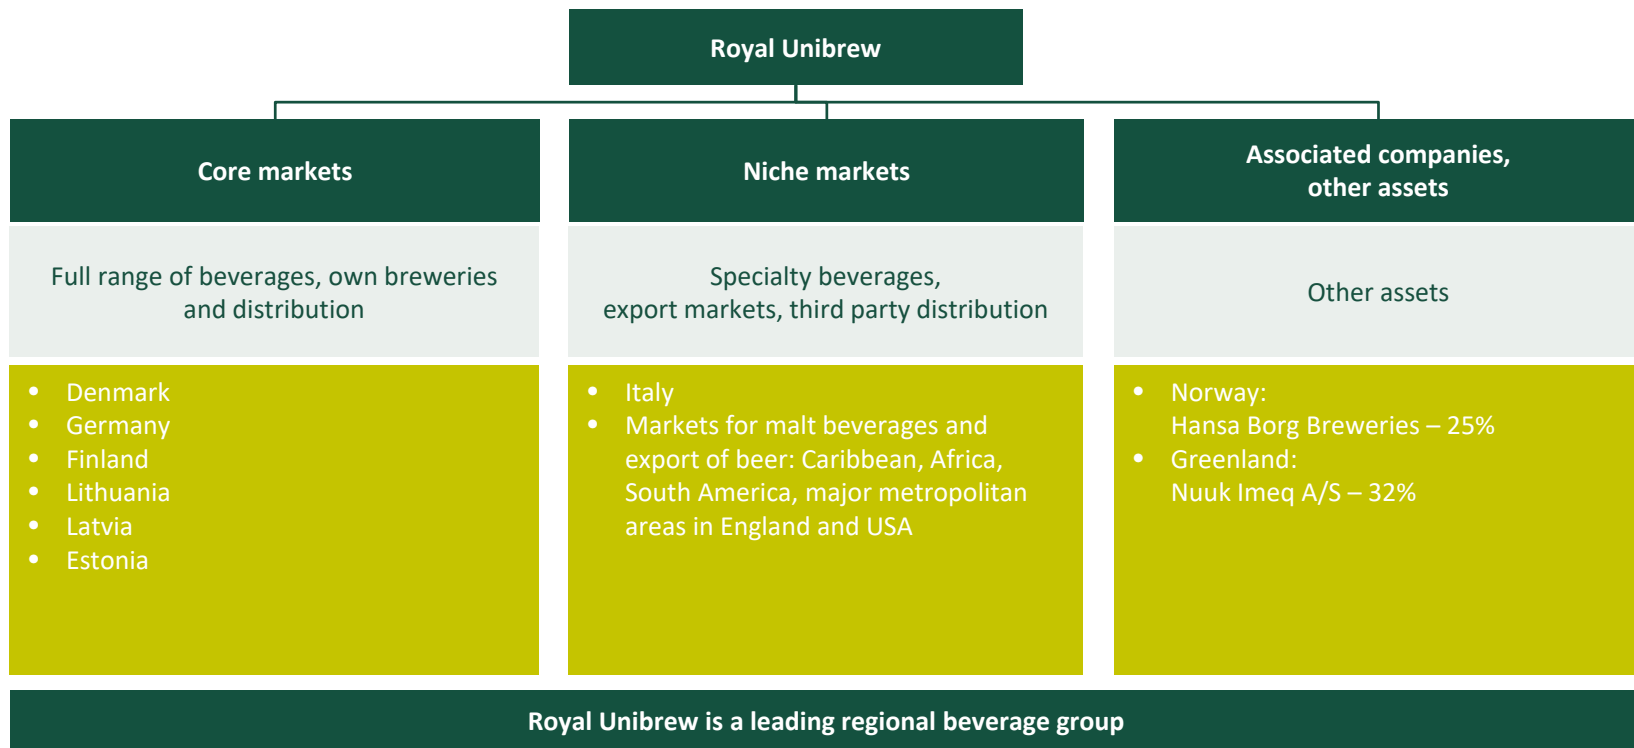 Royal Unibrew
Core markets
Niche markets
Associated companies,
other assets
Full range of beverages, own breweries
and distribution
Specialty beverages,
export markets, third party distribution
Other assets
• Denmark
• Germany
• Finland
• Lithuania
• Latvia
• Estonia
• Italy
• Markets for malt beverages and
export of beer: Caribbean, Africa,
South America, major metropolitan
areas in England and USA
• Norway:
Hansa Borg Breweries – 25%
• Greenland:
Nuuk Imeq A/S – 32%
Royal Unibrew is a leading regional beverage group